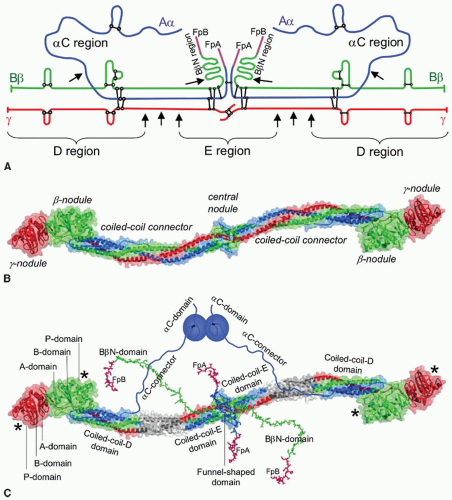 FpB FpB
Aα FpA FpA Aα
αC region BβN region BβN region αC region
Bβ Bβ
γ γ
D region E region D region
A
β-nodule central nodule γ-nodule
coiled-coil connector
coiled-coil connector
γ-nodule β-nodule
B
αC-domain αC-domain
P-domain BβN-domain αC-connector αC-connector
B-domain FpA Coiled-coil-D domain
A-domain FpB Coiled-coil-E domain
* *
* *
A-domain Coiled-coil-D domain Coiled-coil-E domain BβN-domain
B-domain FpA
P-domain Funnel-shaped domain FpB
C